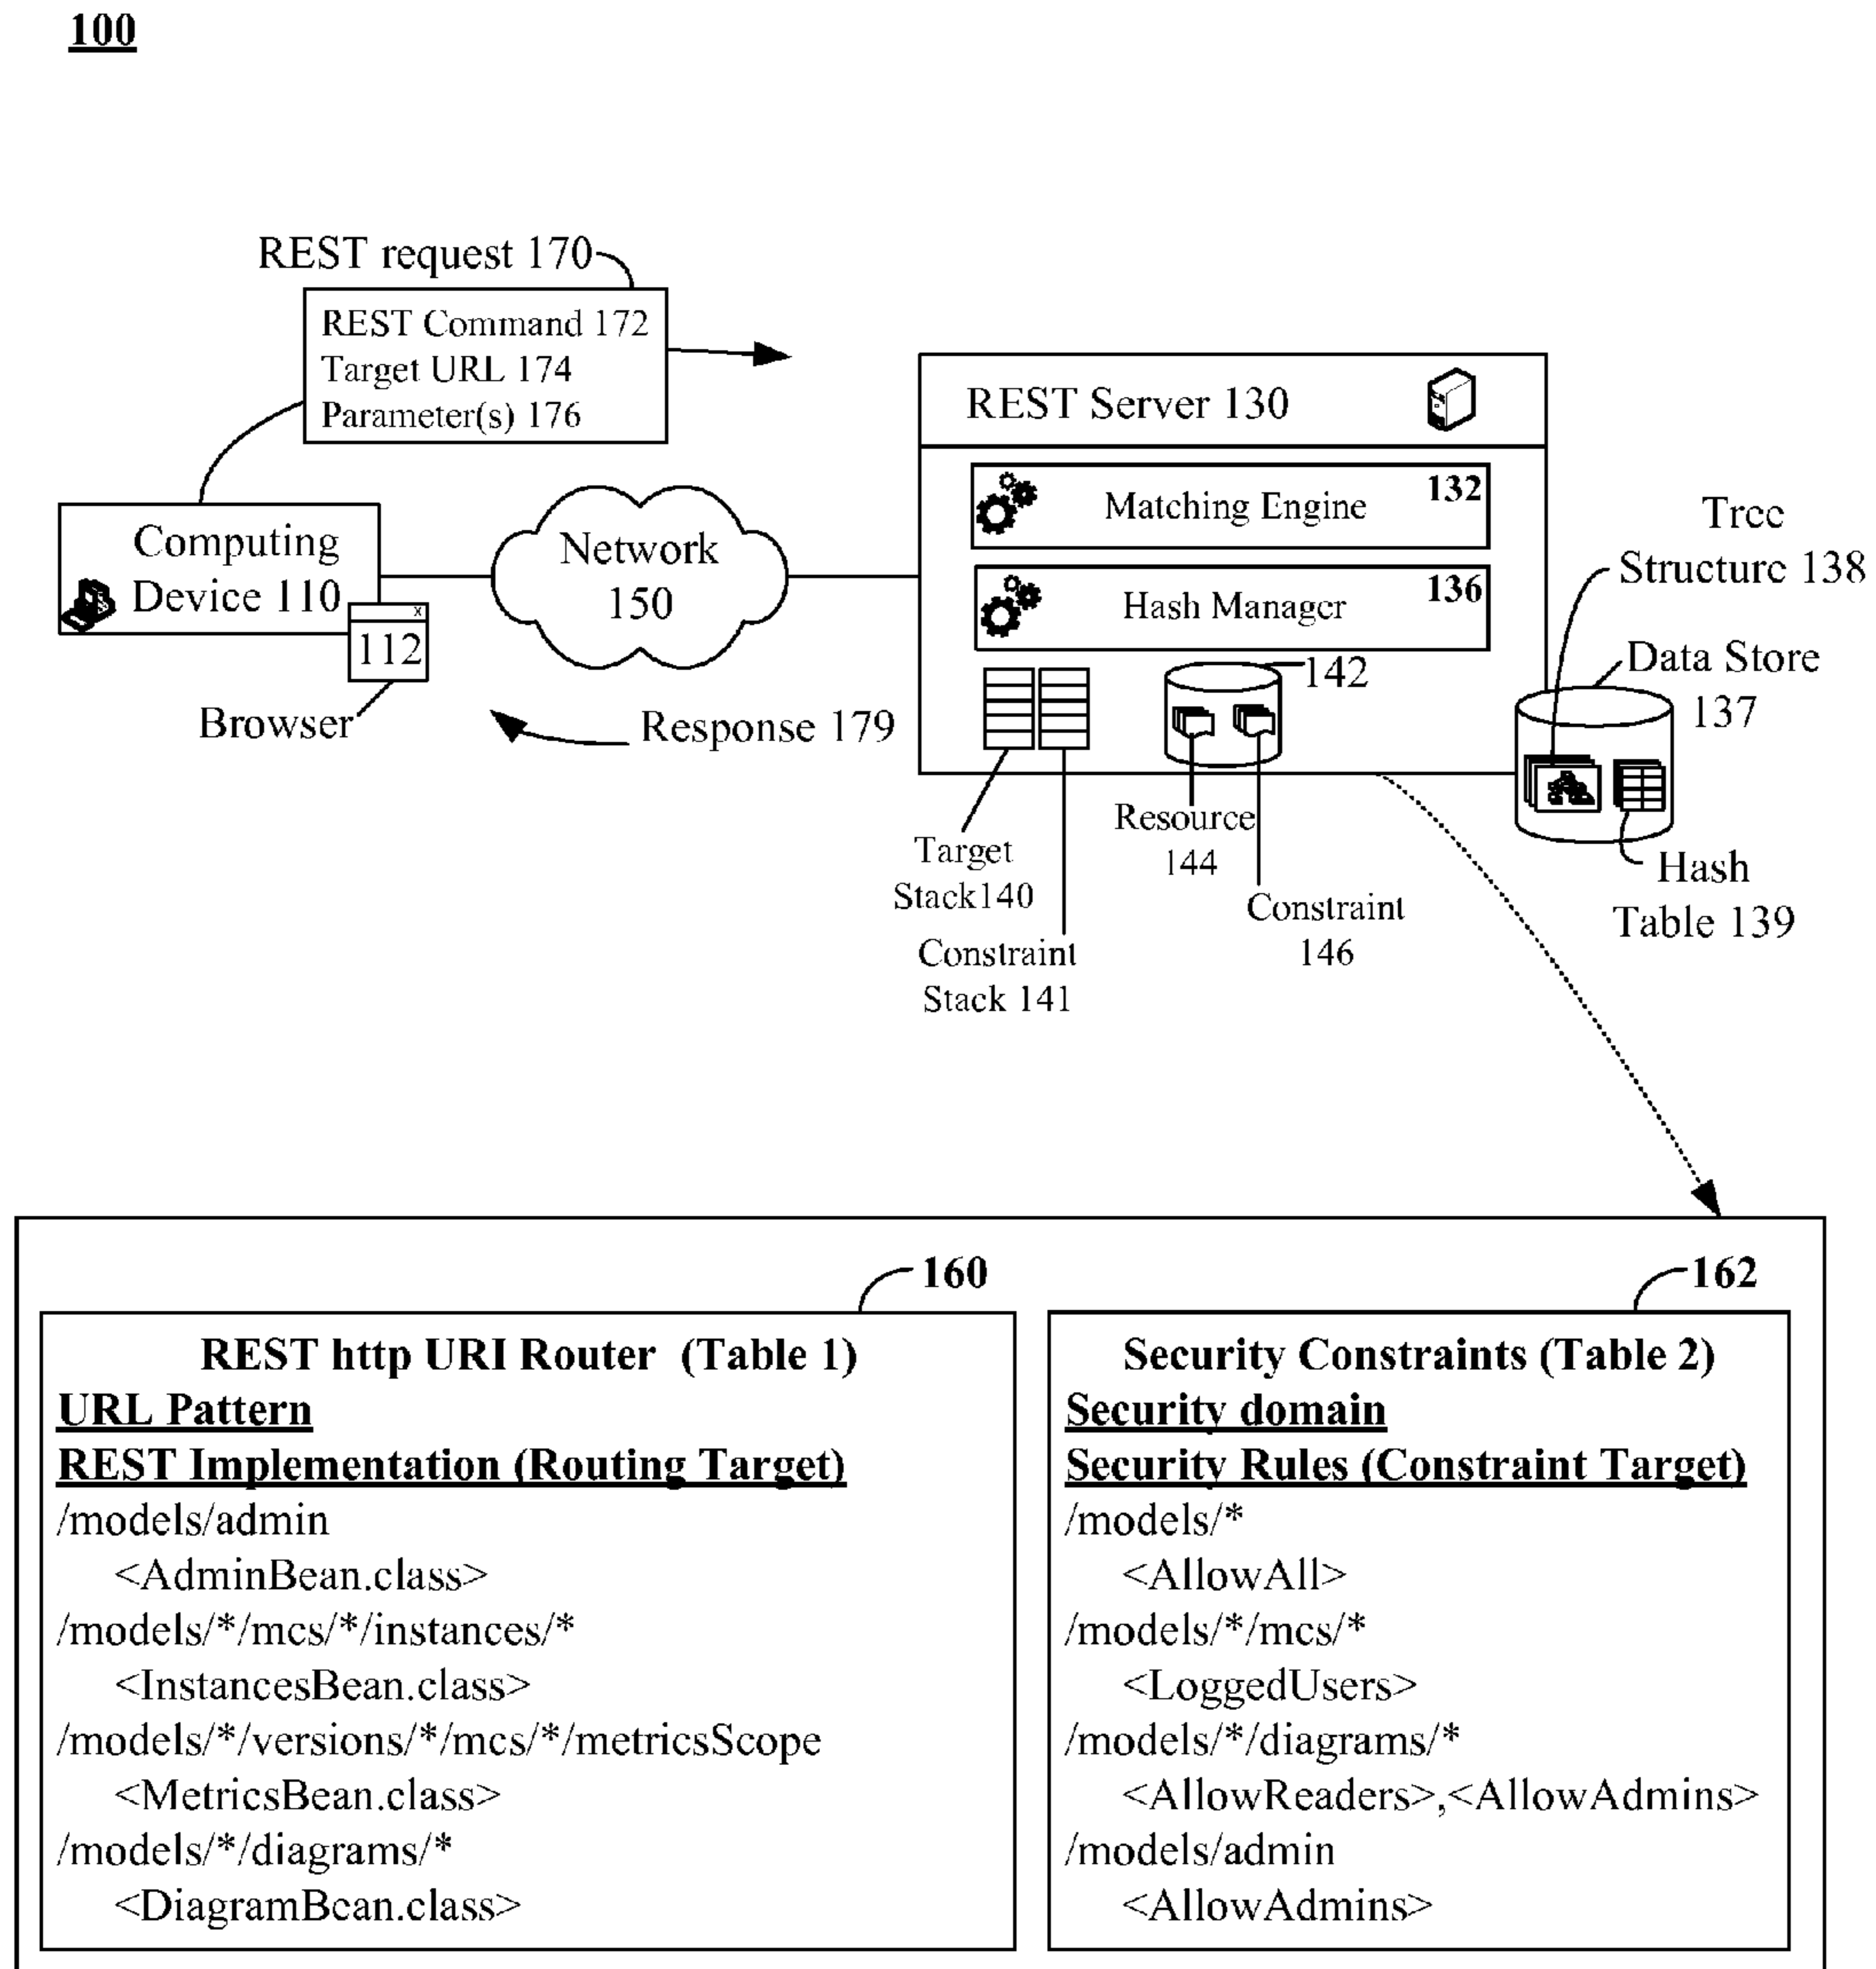 100
REST request 170
REST Command 172
Target URL 174
Parameter(s) 176
REST Server 130
Matching Engine
132
Hash Manager
136
Computing
Device 110
x
112
Browser
Network
150
Response 179
Tree
Structure 138
Data Store
137
142
Target
Stack140
Constraint
Stack 141
Resource
144
Constraint
146
Hash
Table 139
160
REST http URI Router (Table 1)
URL Pattern
REST Implementation (Routing Target)
/models/admin
<AdminBean.class>
/models/*/mcs/*/instances/*
<InstancesBean.class>
/models/*/versions/*/mcs/*/metricsScope
<MetricsBean.class>
/models/*/diagrams/*
<DiagramBean.class>
162
Security Constraints (Table 2)
Security domain
Security Rules (Constraint Target)
/models/*
<AllowAll>
/models/*/mcs/*
<LoggedUsers>
/models/*/diagrams/*
<AllowReaders>,<AllowAdmins>
/models/admin
<AllowAdmins>